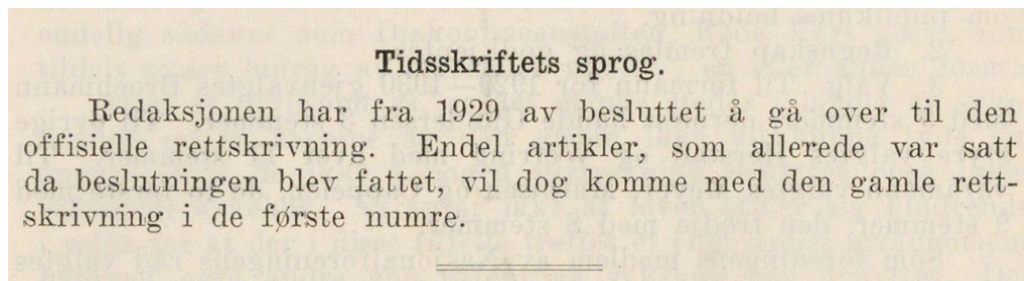 Tidsskriftets sprog.
Redaksjonen har fra 1929 av besluttet å gå over til den
offisielle rettskrivning. Endel artikler, som allerede var satt
da beslutningen blev fattet, vil dog komme med den gamle rett-
skrivning i de første numre.